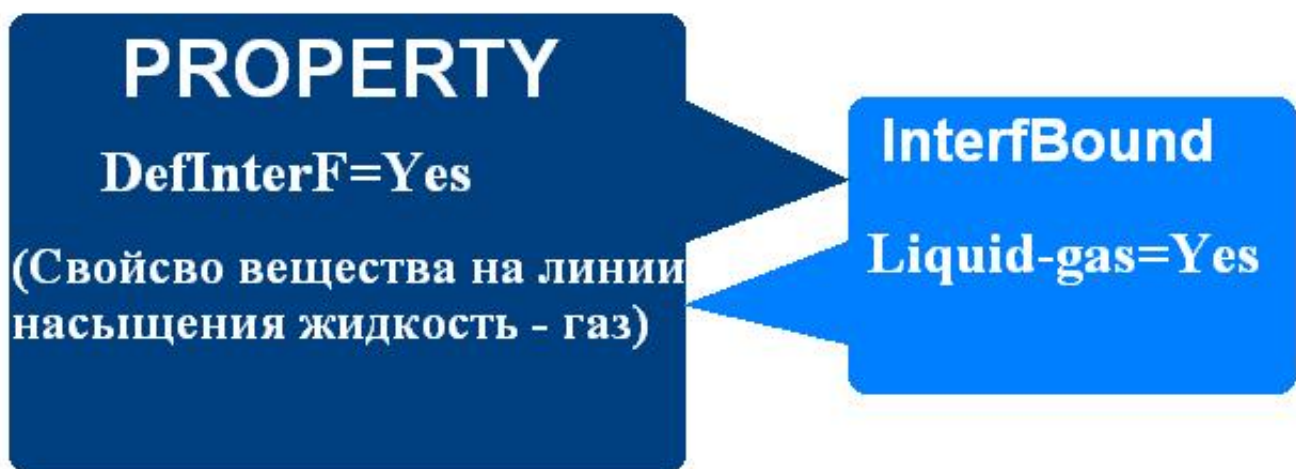 PROPERTY
DefInterF=Yes
(Свойсво вещества на линии
насыщения жидкость - газ)
InterfBound
Liquid-gas=Yes